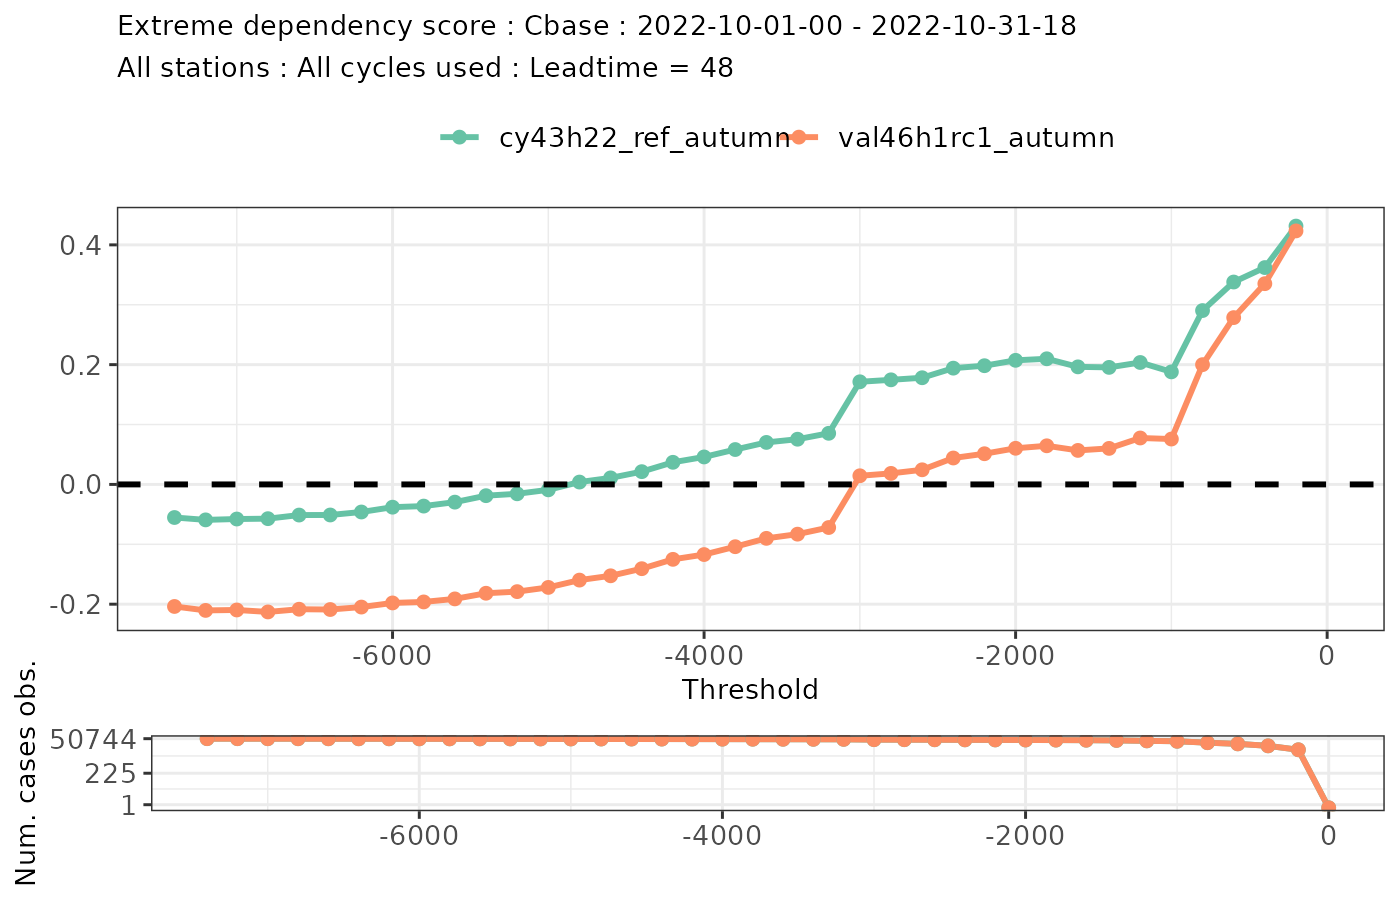 Extreme dependency score : Cbase : 2022-10-01-00 - 2022-10-31-18
All stations : All cycles used : Leadtime = 48
cy43h22_ref_autumn val46h1rc1_autumn
0.4
0.2
0.0
-0.2
-6000 -4000 -2000 0
Threshold
Num. cases obs.
50744
225
1
-6000 -4000 -2000 0